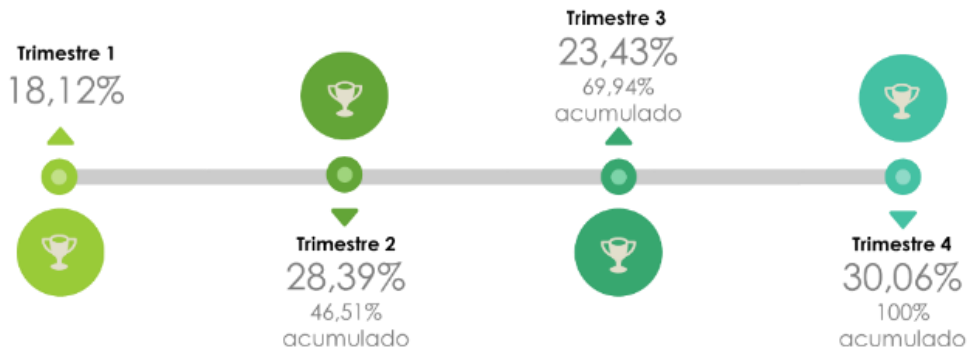 Trimestre 1
18,12%
Trimestre 2
28,39%
46,51%
acumulado
Trimestre 3
23,43%
69,94%
acumulado
Trimestre 4
30,06%
100%
acumulado